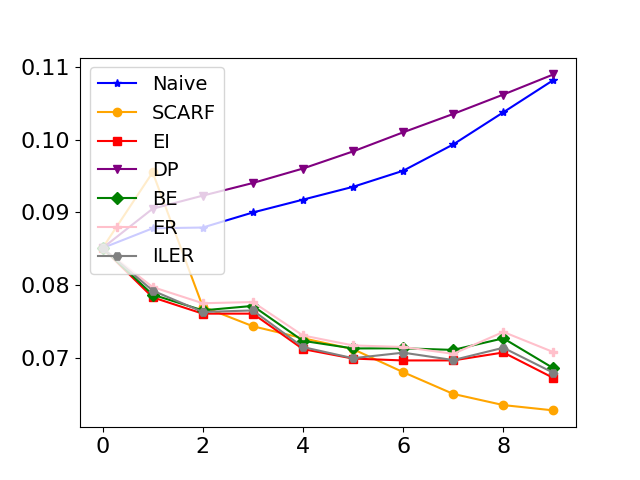 0.11
0.10
0.09
0.08
0.07
Naive
SCARF
EI
DP
BE
ER
ILER
0 2 4 6 8